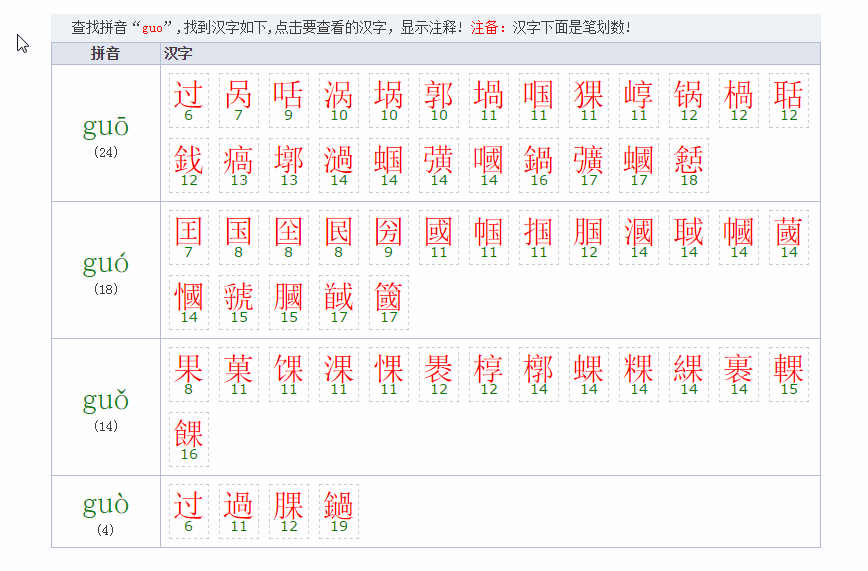 查找拼音“guo”,找到汉字如下,点击要查看的汉字，显示注释! 注备：汉字下面是笔划数!
拼音 汉字
guō
(24)
过 呙 咶 涡 埚 郭 堝 啯 猓 崞 锅 楇 聒
6 7 9 10 10 10 11 11 11 11 12 12 12
鈛 瘑 墎 濄 蝈 彉 嘓 鍋 彍 蟈 懖
12 13 13 14 14 14 14 16 17 17 18
guó
(18)
囯 国 囶 囻 圀 國 帼 掴 腘 漍 聝 幗 蔮
7 8 8 8 9 11 11 11 12 14 14 14 14
慖 虢 膕 馘 簂
14 15 15 17 17
guǒ
(14)
果 菓 馃 淉 惈 褁 椁 槨 蜾 粿 綶 裹 輠
8 11 11 11 11 12 12 14 14 14 14 14 15
餜
16
guò
(4)
过 過 腂 鐹
6 11 12 19